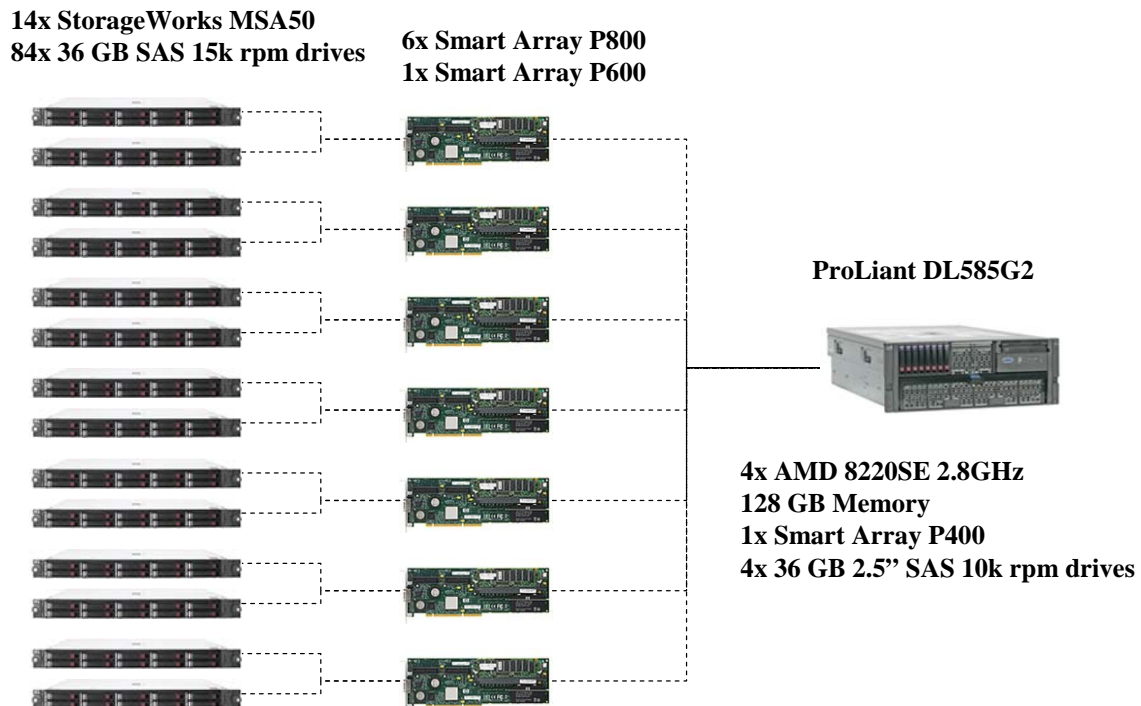 14x StorageWorks MSA50
84x 36 GB SAS 15k rpm drives
6x Smart Array P800
1x Smart Array P600
ProLiant DL585G2
4x AMD 8220SE 2.8GHz
128 GB Memory
1x Smart Array P400
4x 36 GB 2.5” SAS 10k rpm drives